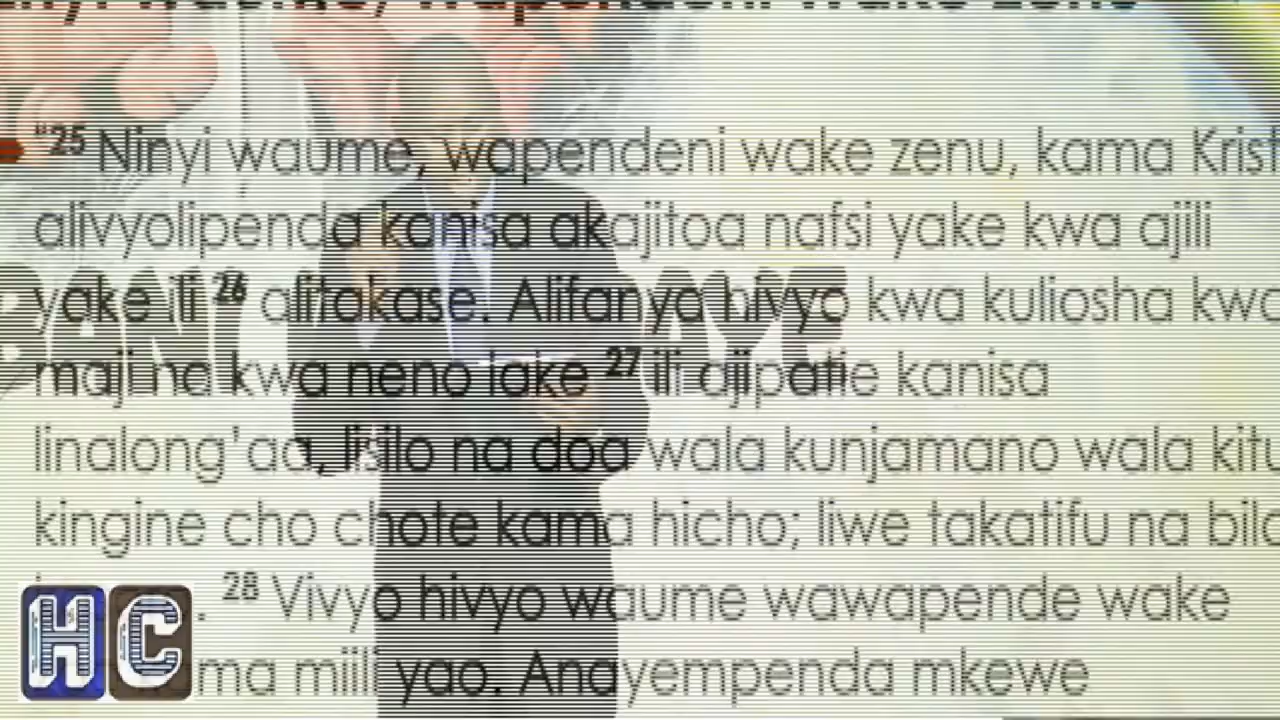 "25 Ninyi waume, wapendeni wake zenu, kama Krist
alivyolipenda kanisa akajitoa nafsi yake kwa ajili
yake ili 26 alitakase. Alifanya hivyo kwa kuliosha kwa
maji na kwa neno lake 27 ili ajipatie kanisa
linalong'aa, lisilo na doa wala kunjamano wala kitu
kingine cho chote kama hicho; liwe takatifu na bila
. 28 Vivyo hivyo waume wawapende wake
ma miili yao. Anayempenda mkewe
HC